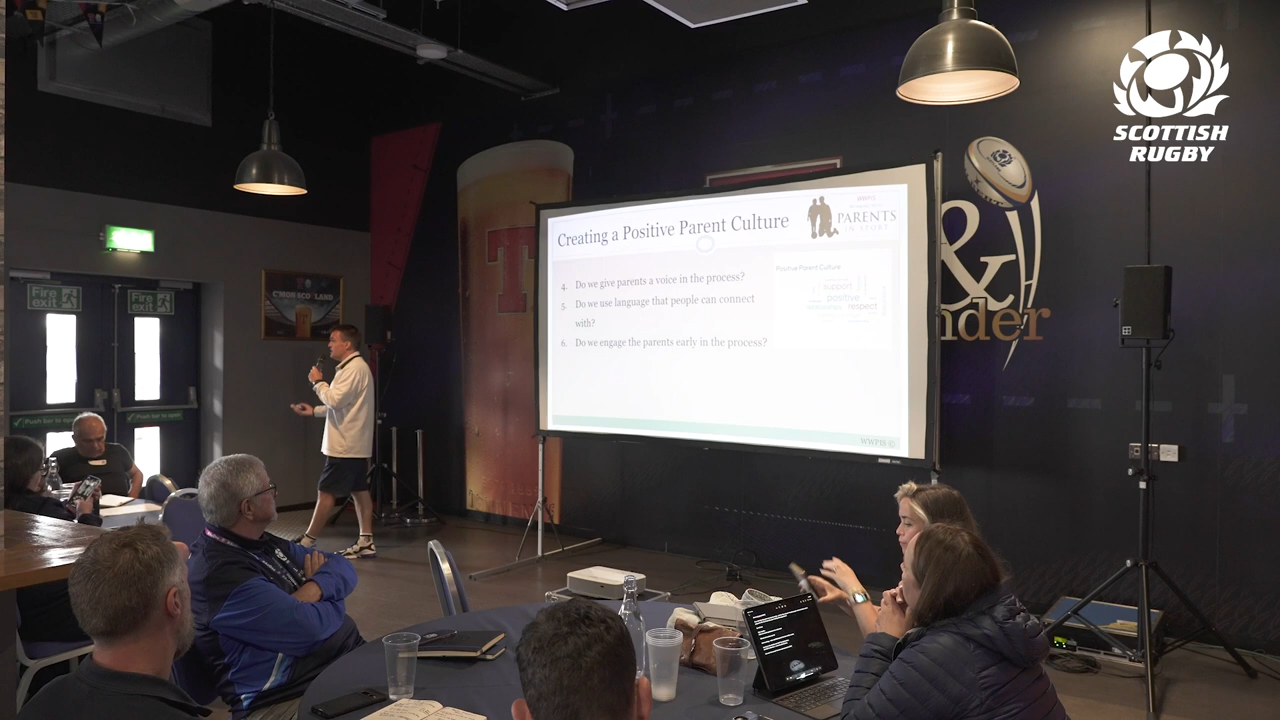 SCOTTISH
RUGBY
Creating a Positive Parent Culture
WWPIS
PARENTS
IN SPORT
4. Do we give parents a voice in the process?
5. Do we use language that people can connect
with?
6. Do we engage the parents early in the process?
Positive Parent Culture
support
positive
respect
WWPIS ©
&
nder
T
Fire exit
Fire exit
C'MON SCOTLAND
Push bar to open
Push bar to open